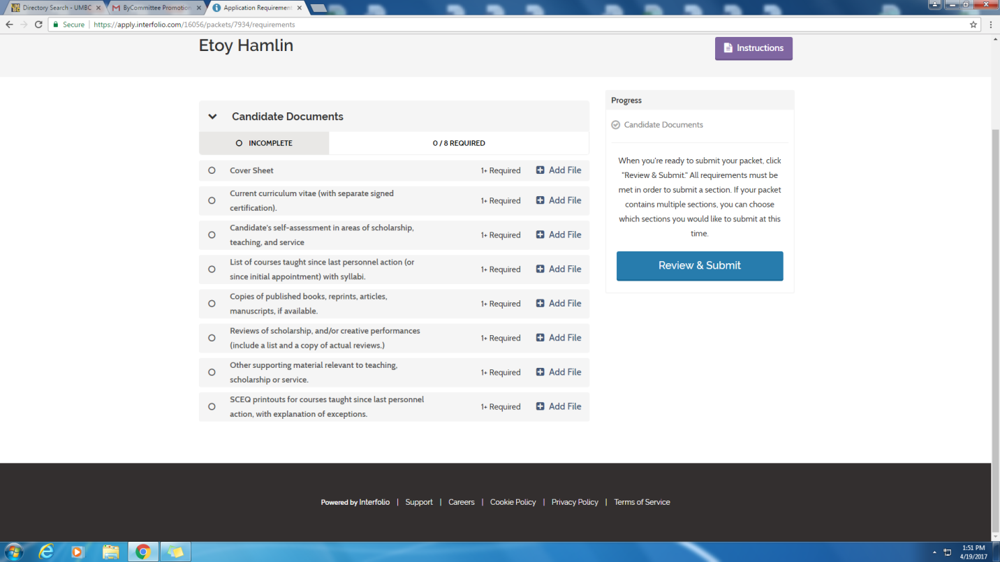 Directory Search - UMBC
ByCommittee Promotion
Application Requirement
Secure | https://apply.interfolio.com/16056/packets/7934/requirements
Etoy Hamlin
Instructions
Candidate Documents
INCOMPLETE
0 / 8 REQUIRED
Cover Sheet
1+ Required
Add File
Current curriculum vitae (with separate signed
certification).
1+ Required
Add File
Candidate's self-assessment in areas of scholarship,
teaching, and service
1+ Required
Add File
List of courses taught since last personnel action (or
since initial appointment) with syllabi.
1+ Required
Add File
Copies of published books, reprints, articles,
manuscripts, if available.
1+ Required
Add File
Reviews of scholarship, and/or creative performances
(include a list and a copy of actual reviews.)
1+ Required
Add File
Other supporting material relevant to teaching,
scholarship or service.
1+ Required
Add File
SCEQ printouts for courses taught since last personnel
action, with explanation of exceptions.
1+ Required
Add File
Progress
Candidate Documents
When you're ready to submit your packet, click
"Review & Submit." All requirements must be
met in order to submit a section. If your packet
contains multiple sections, you can choose
which sections you would like to submit at this
time.
Review & Submit
Powered by Interfolio | Support | Careers | Cookie Policy | Privacy Policy | Terms of Service
1:51 PM
4/19/2017